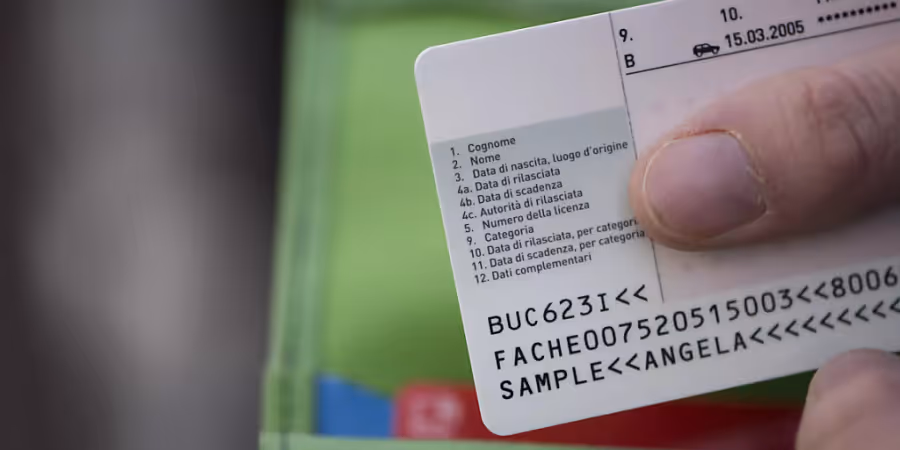 9.
B
10.
15.03.2005
1. Cognome
2. Nome
3. Data di nascita, luogo d'origine
4a. Data di rilasciata
4b. Data di scadenza
4c. Autorità di rilasciata
5. Numero della licenza
9. Categoria
10. Data di rilasciata, per categori
11. Data di scadenza, per categoria
12. Dati complementari
BUC623I<<
FACHE007520515003<<8006
SAMPLE<<ANGELA<<<<<<<<<